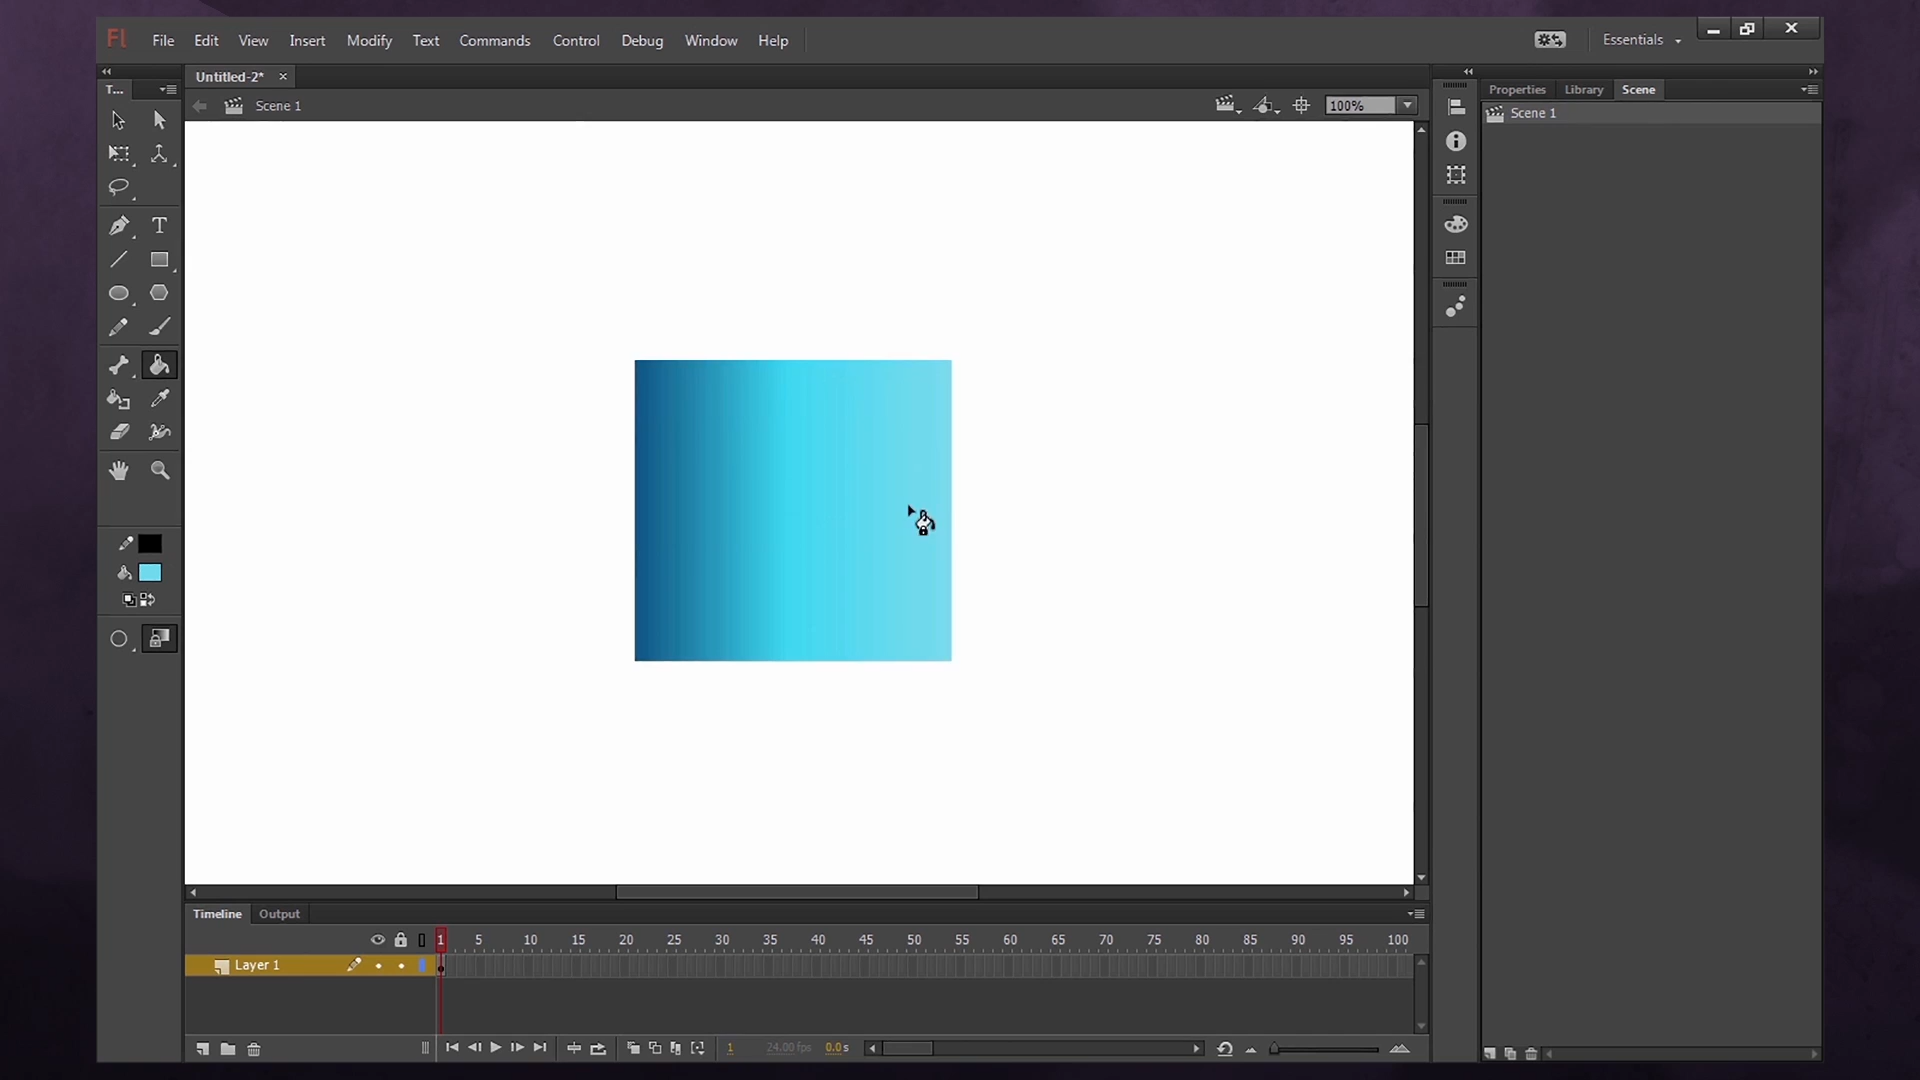 Fl File Edit View Insert Modify Text Commands Control Debug Window Help Essentials
T... Untitled-2* Properties Library Scene
Scene 1 100% Scene 1
Timeline Output
1 5 10 15 20 25 30 35 40 45 50 55 60 65 70 75 80 85 90 95 100
Layer 1
1 24.00 fps 0.0 s